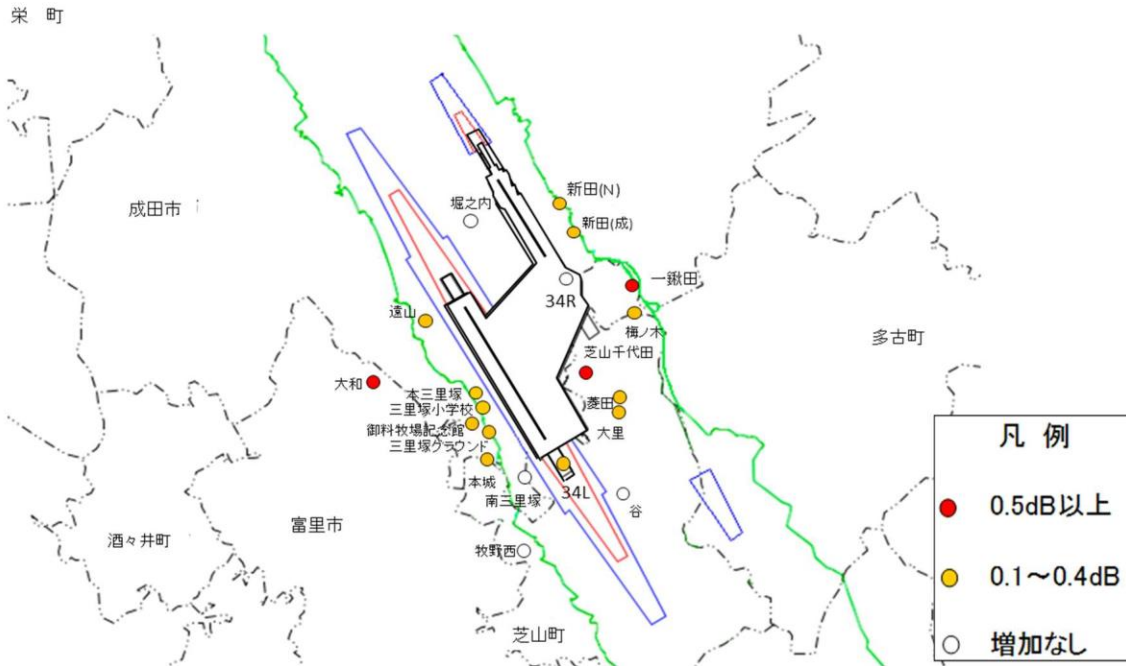 栄 町
成田市
堀之内
新田(N)
新田(成)
34R
一鍬田
梅ノ木
遠山
芝山千代田
多古町
大和
本三里塚
三里塚小学校
菱田
御料牧場記念館
大里
三里塚グラウンド
本城
34L
南三里塚
谷
富里市
酒々井町
牧野西
芝山町
凡 例
0.5dB以上
0.1～0.4dB
増加なし